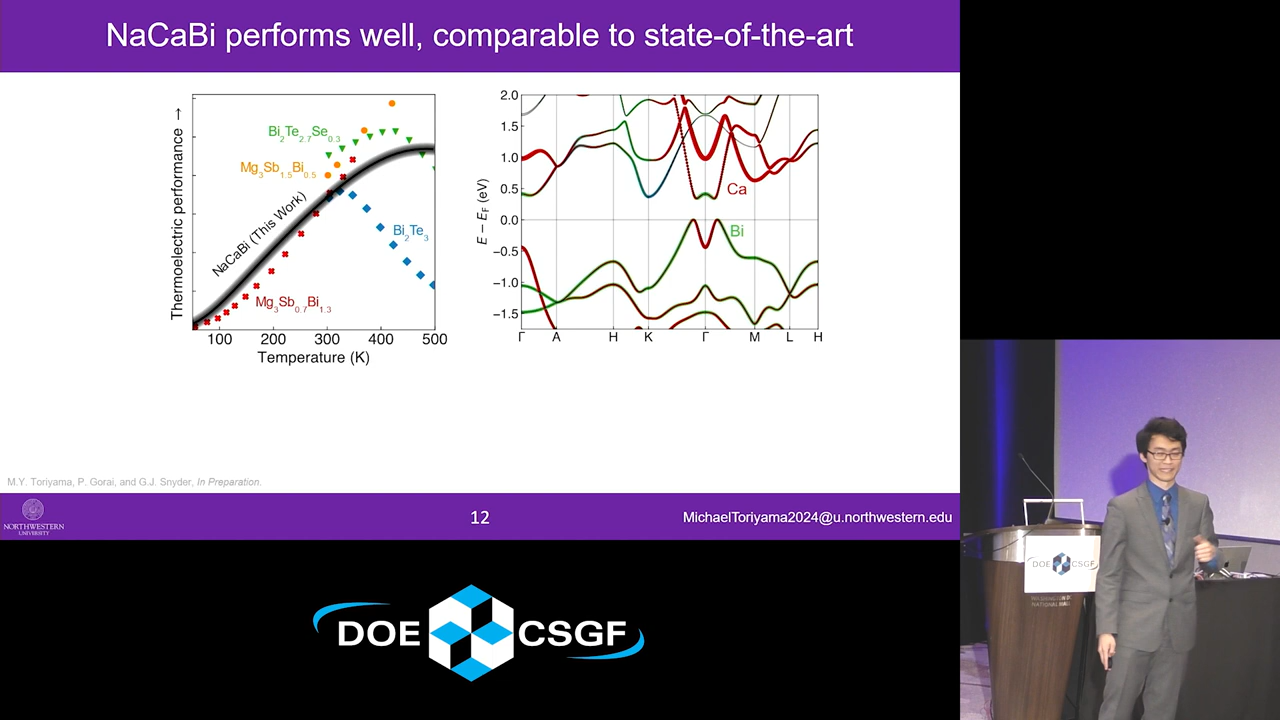 NaCaBi performs well, comparable to state-of-the-art
Thermoelectric performance →
Bi2Te2.7Se0.3
Mg3Sb1.5Bi0.5
NaCaBi (This Work)
Bi2Te3
Mg3Sb0.7Bi1.3
100 200 300 400 500
Temperature (K)
E − EF (eV)
2.0
1.5
1.0
0.5
0.0
−0.5
−1.0
−1.5
Ca
Bi
Γ A H K Γ M L H
M.Y. Toriyama, P. Gorai, and G.J. Snyder, In Preparation.
NORTHWESTERN
UNIVERSITY
12
MichaelToriyama2024@u.northwestern.edu
DOE CSGF
DOE CSGF